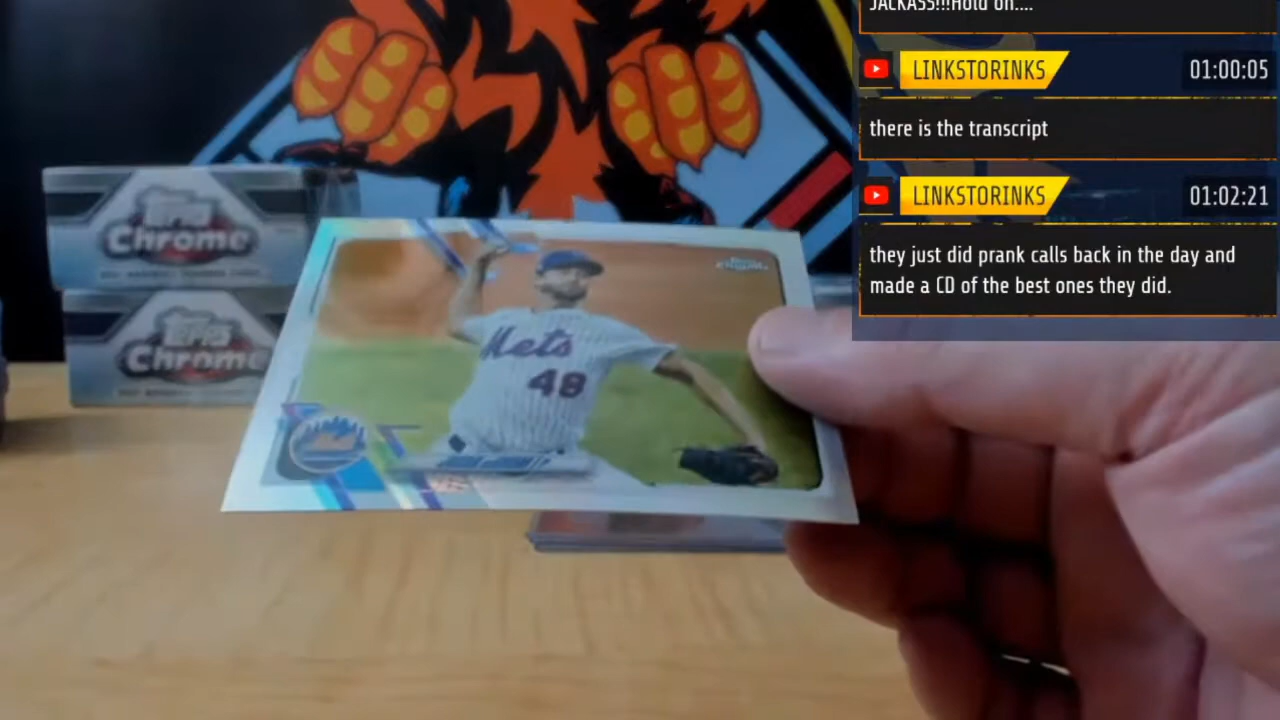 JACKASS!!!Hold on....
LINKSTORINKS
01:00:05
there is the transcript
LINKSTORINKS
01:02:21
they just did prank calls back in the day and
made a CD of the best ones they did.
Topps
Chrome
Topps
Chrome
Topps
Chrome
Mets
48